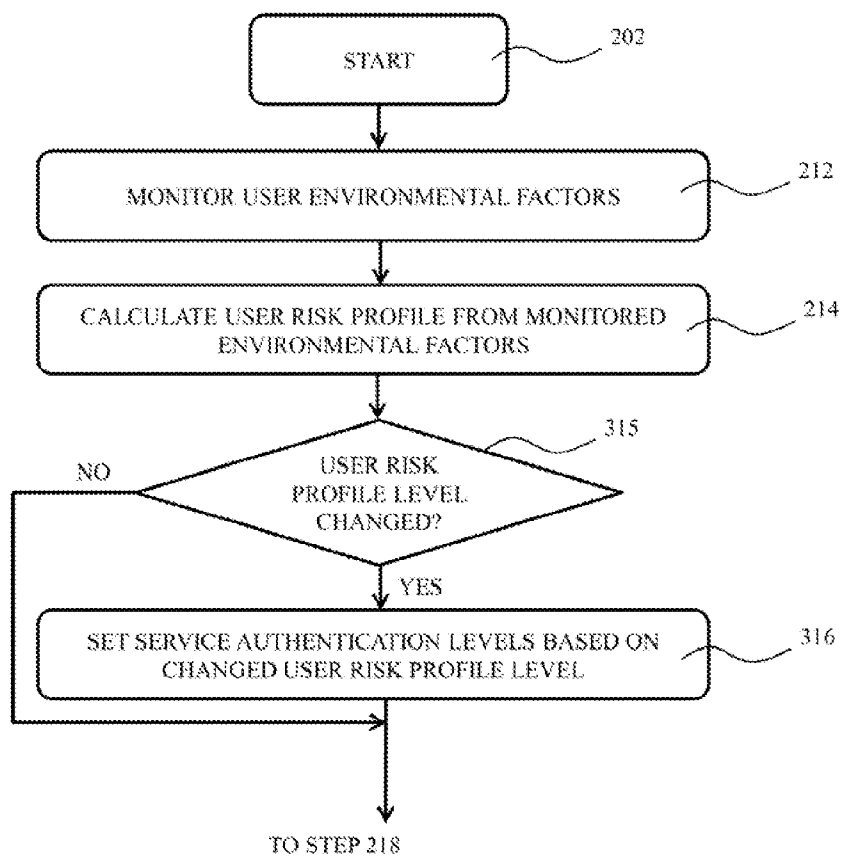 START
202
MONITOR USER ENVIRONMENTAL FACTORS
212
CALCULATE USER RISK PROFILE FROM MONITORED
ENVIRONMENTAL FACTORS
214
USER RISK
PROFILE LEVEL
CHANGED?
315
NO
YES
SET SERVICE AUTHENTICATION LEVELS BASED ON
CHANGED USER RISK PROFILE LEVEL
316
TO STEP 218